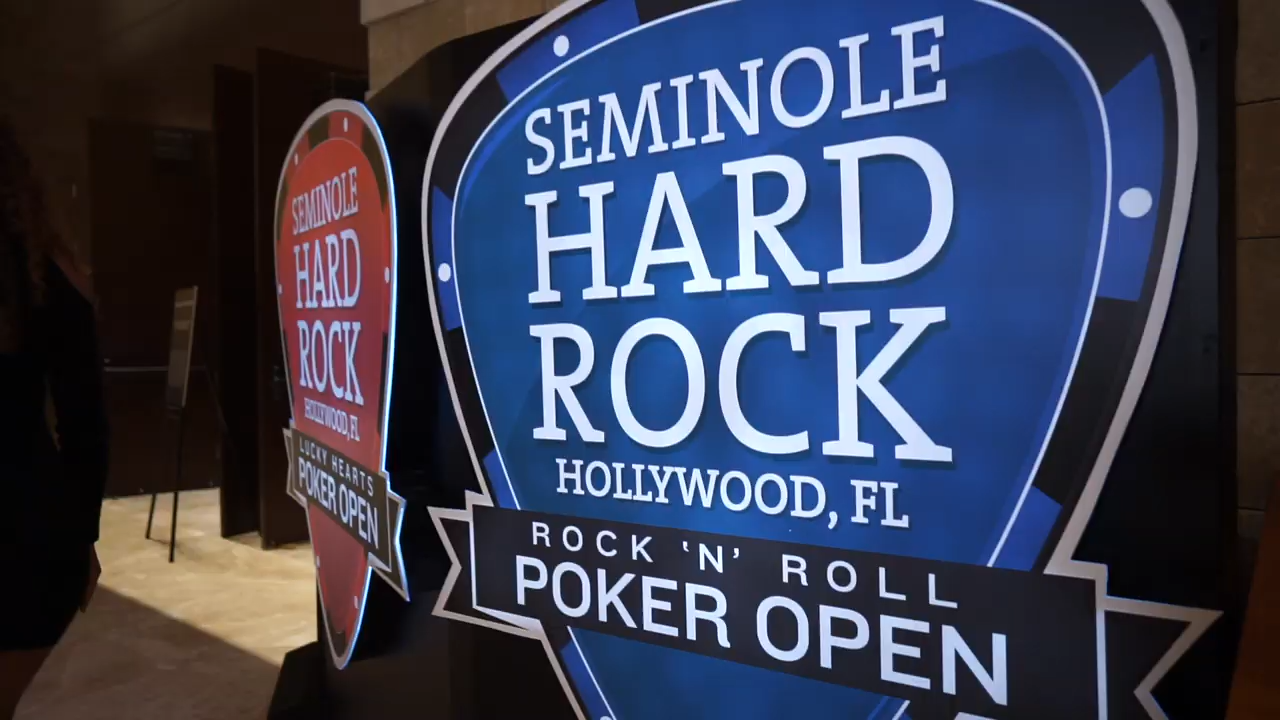 SEMINOLE
HARD
ROCK
HOLLYWOOD, FL
LUCKY HEARTS
POKER OPEN
SEMINOLE
HARD
ROCK
HOLLYWOOD, FL
ROCK 'N' ROLL
POKER OPEN